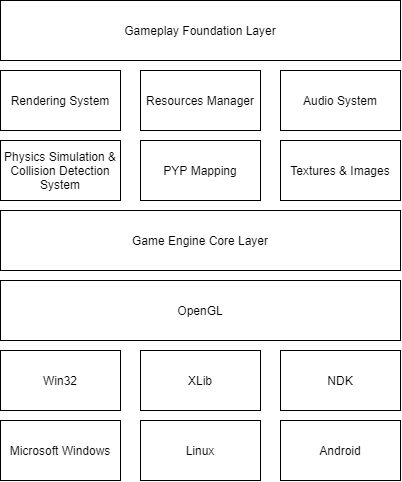 Gameplay Foundation Layer
Rendering System
Resources Manager
Audio System
Physics Simulation &
Collision Detection
System
PYP Mapping
Textures & Images
Game Engine Core Layer
OpenGL
Win32
XLib
NDK
Microsoft Windows
Linux
Android